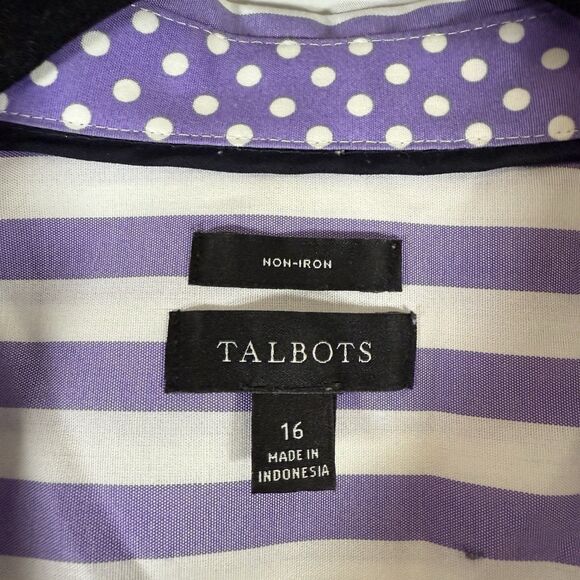 NON-IRON
TALBOTS
16
MADE IN
INDONESIA